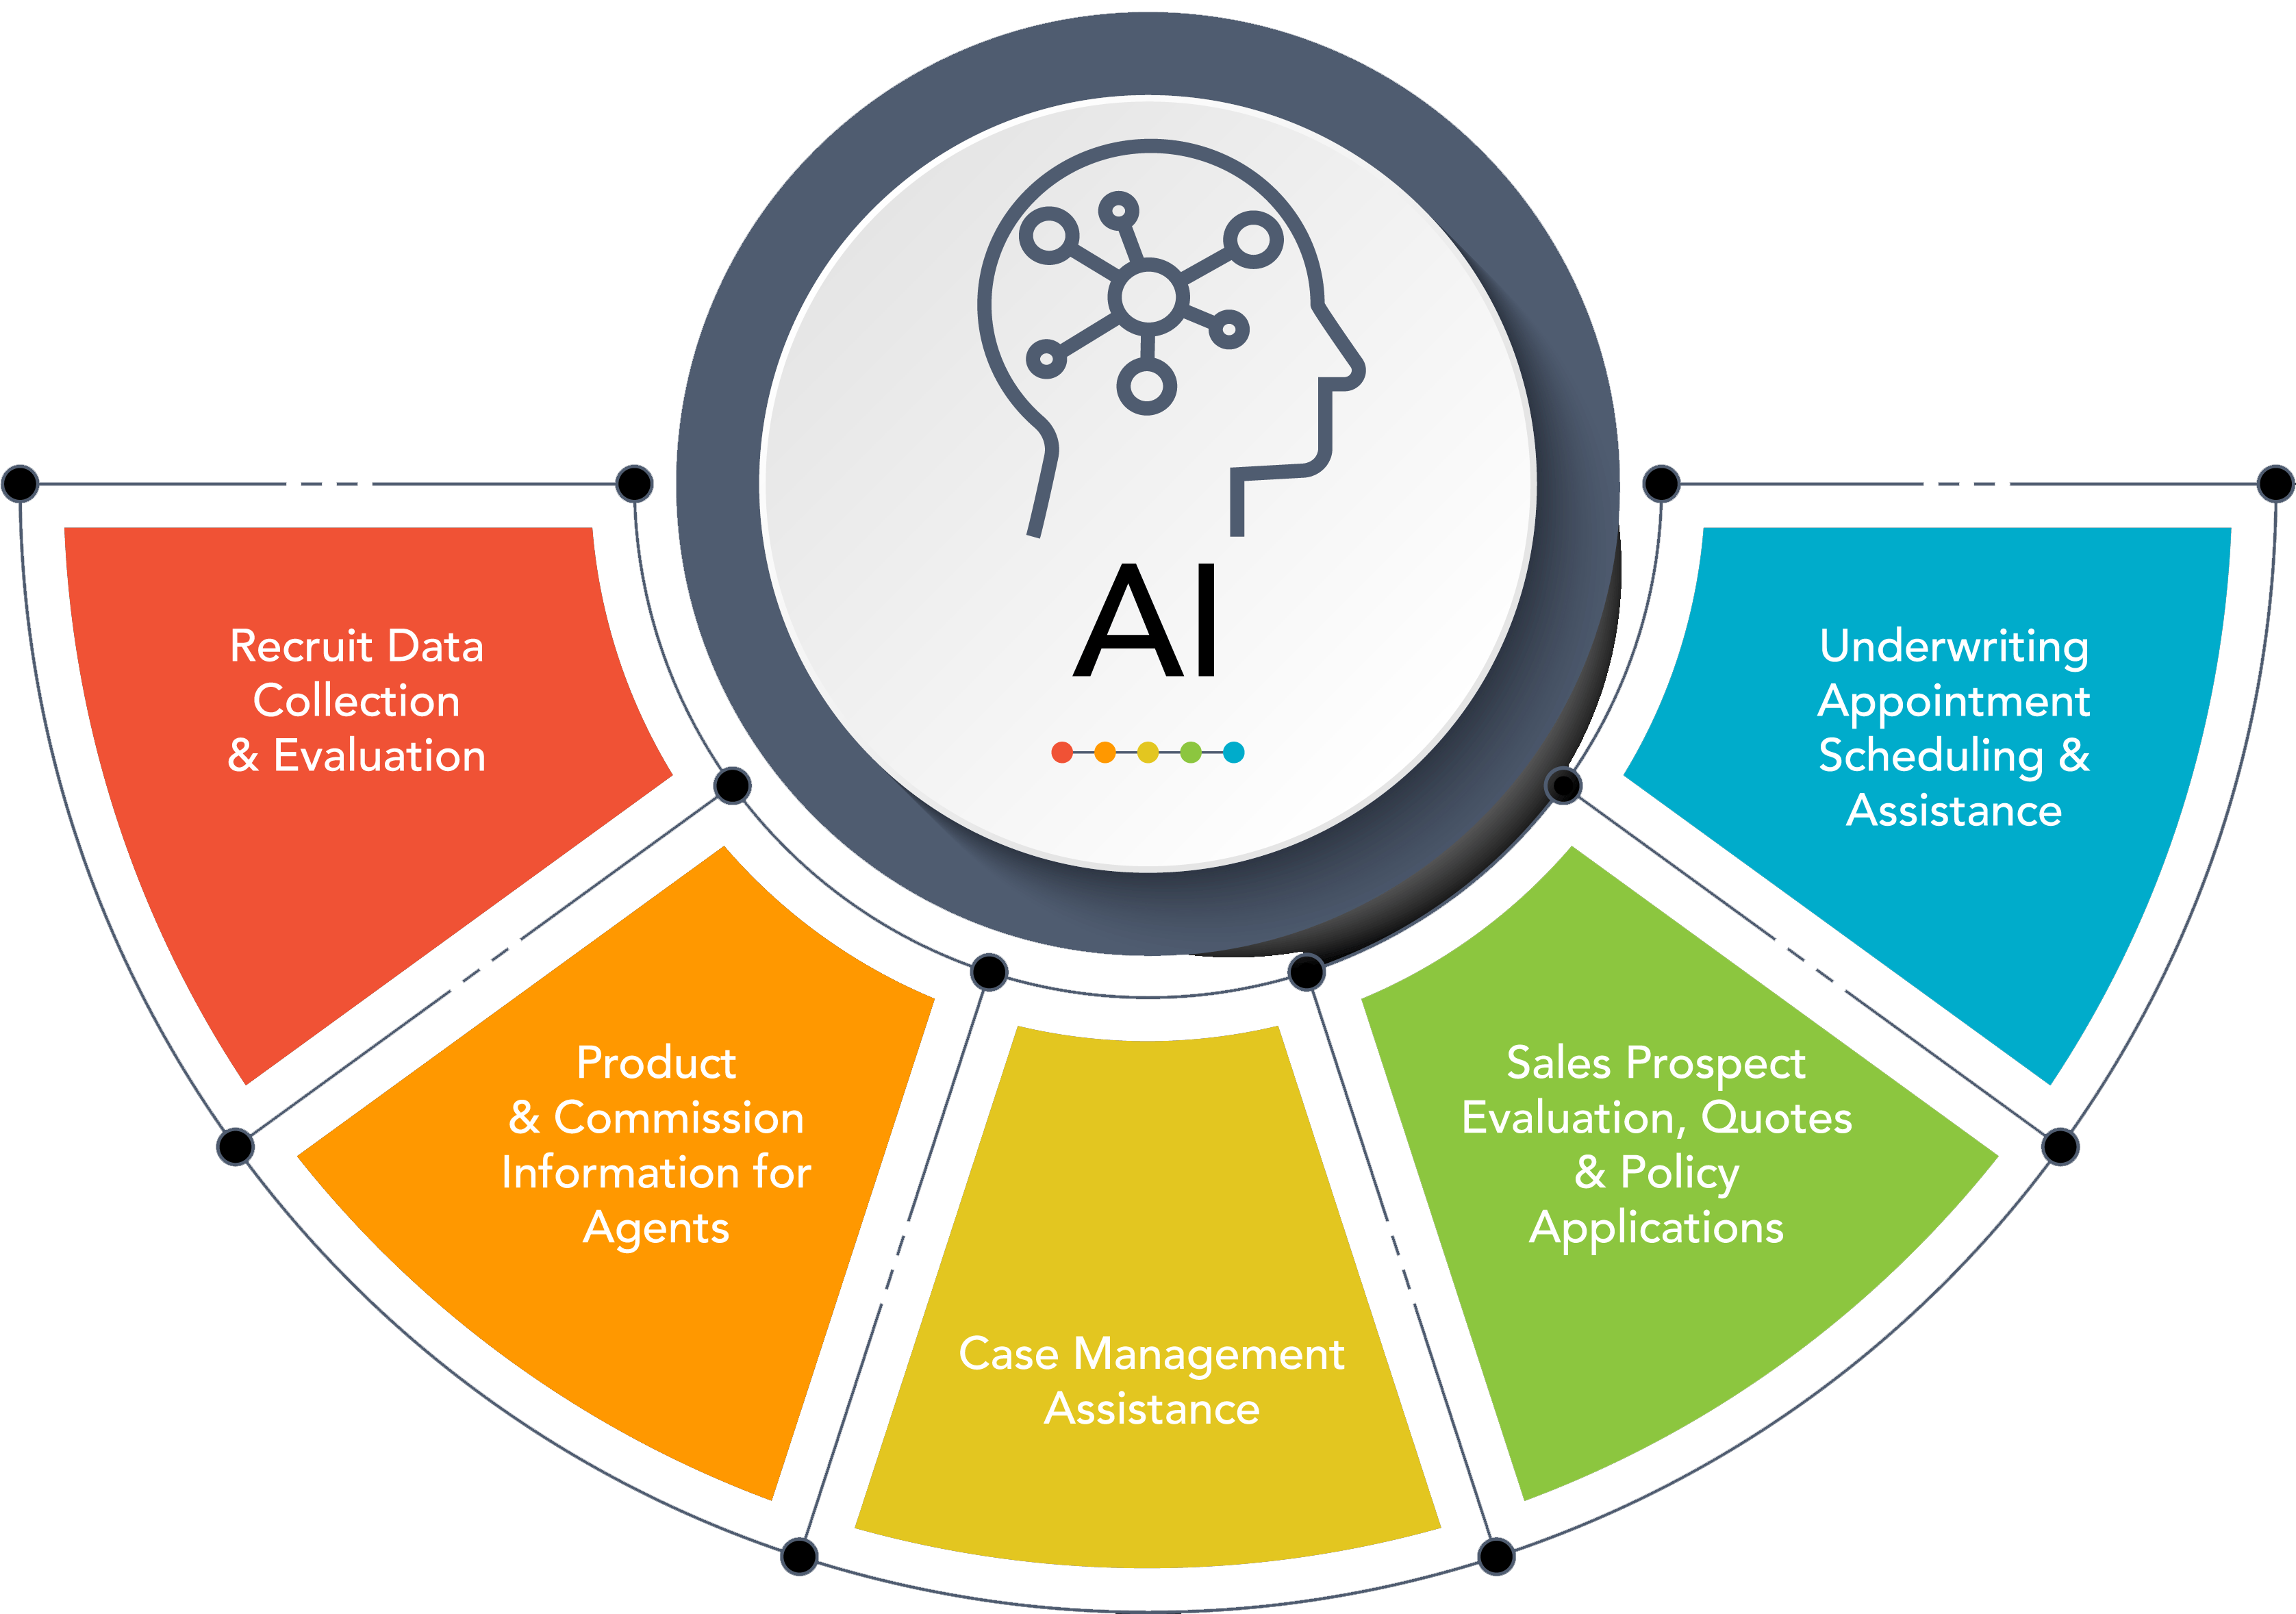 AI
Recruit Data
Collection
& Evaluation
Product
& Commission
Information for
Agents
Case Management
Assistance
Sales Prospect
Evaluation, Quotes
& Policy
Applications
Underwriting
Appointment
Scheduling &
Assistance